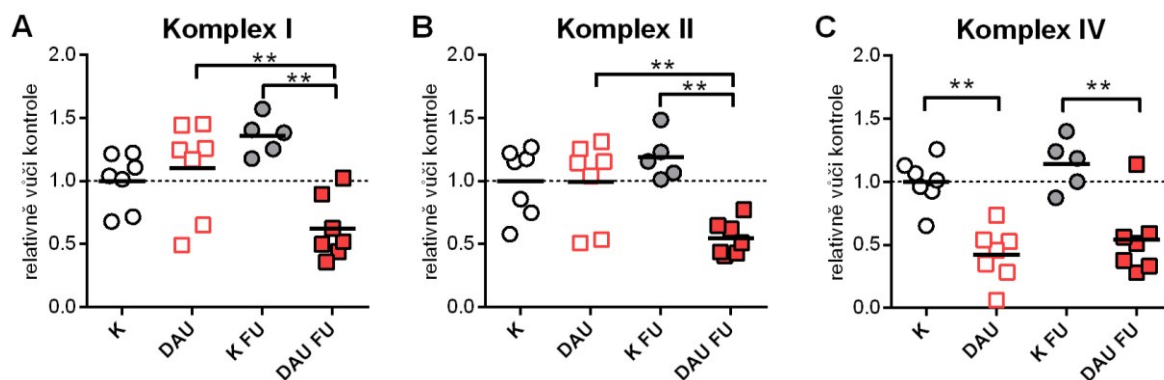 A
Komplex I
relativně vůči kontrole
2.0
1.5
1.0
0.5
0.0
**
**
K
DAU
K FU
DAU FU
B
Komplex II
relativně vůči kontrole
2.0
1.5
1.0
0.5
0.0
**
**
K
DAU
K FU
DAU FU
C
Komplex IV
relativně vůči kontrole
2.0
1.5
1.0
0.5
0.0
**
**
K
DAU
K FU
DAU FU